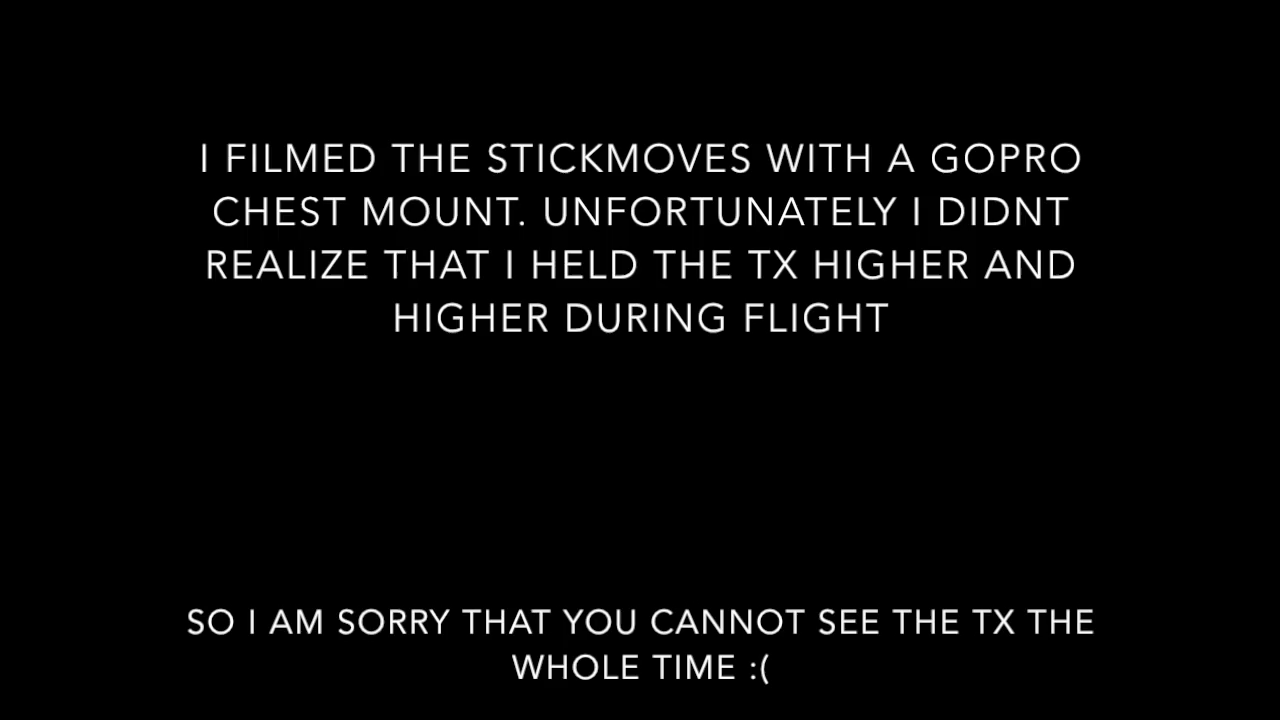 I FILMED THE STICKMOVES WITH A GOPRO
CHEST MOUNT. UNFORTUNATELY I DIDNT
REALIZE THAT I HELD THE TX HIGHER AND
HIGHER DURING FLIGHT
SO I AM SORRY THAT YOU CANNOT SEE THE TX THE
WHOLE TIME :(